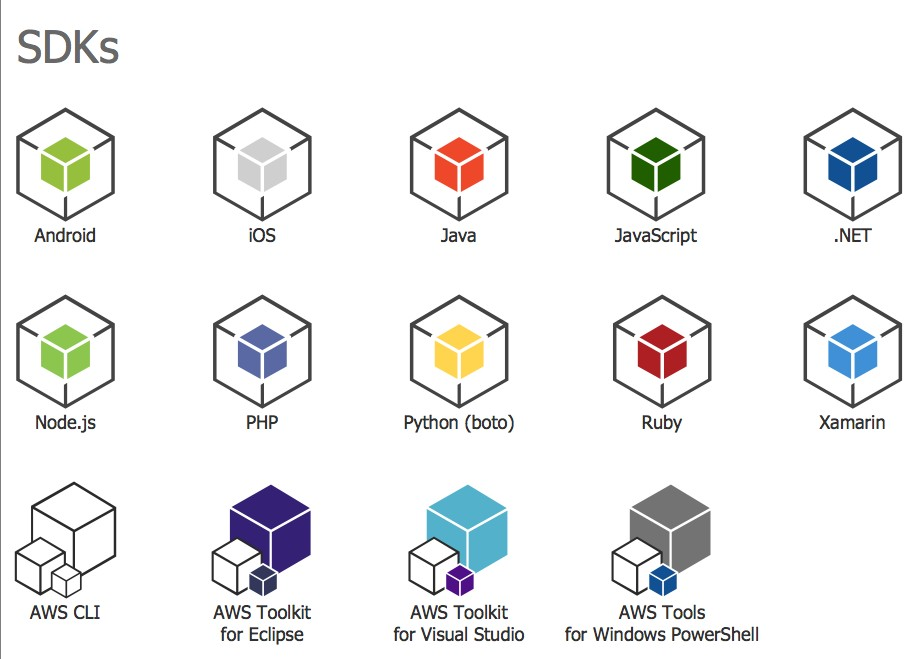 SDKs
Android
iOS
Java
JavaScript
.NET
Node.js
PHP
Python (boto)
Ruby
Xamarin
AWS CLI
AWS Toolkit
for Eclipse
AWS Toolkit
for Visual Studio
AWS Tools
for Windows PowerShell